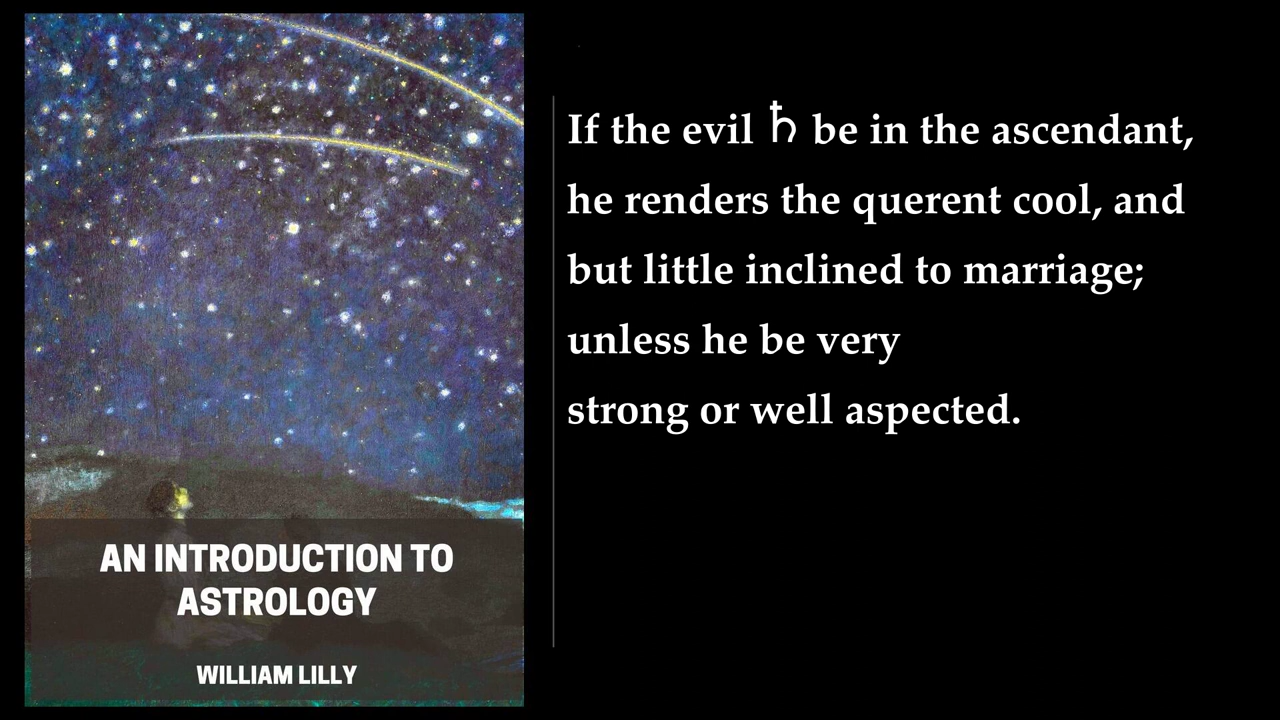 If the evil ♄ be in the ascendant,
he renders the querent cool, and
but little inclined to marriage;
unless he be very
strong or well aspected.
AN INTRODUCTION TO
ASTROLOGY
WILLIAM LILLY